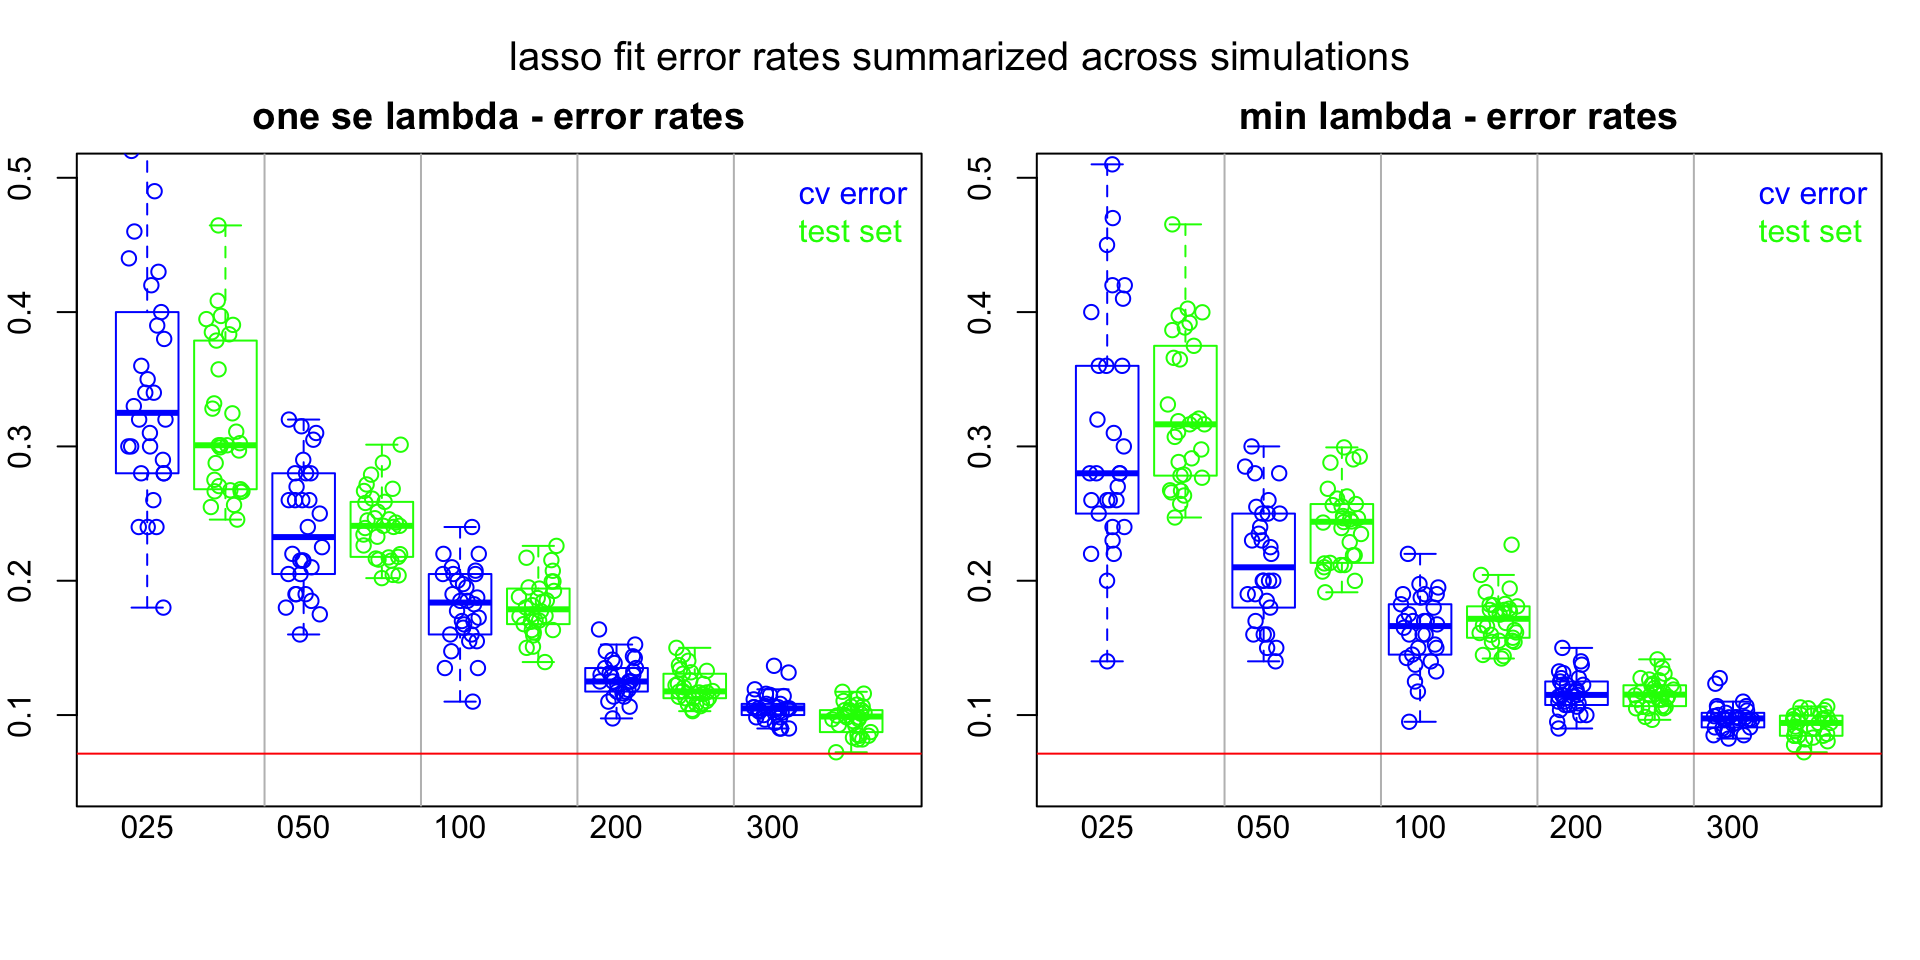 lasso fit error rates summarized across simulations
one se lambda - error rates
0.5
0.4
0.3
0.2
0.1
cv error
test set
025 050 100 200 300
min lambda - error rates
0.5
0.4
0.3
0.2
0.1
cv error
test set
025 050 100 200 300